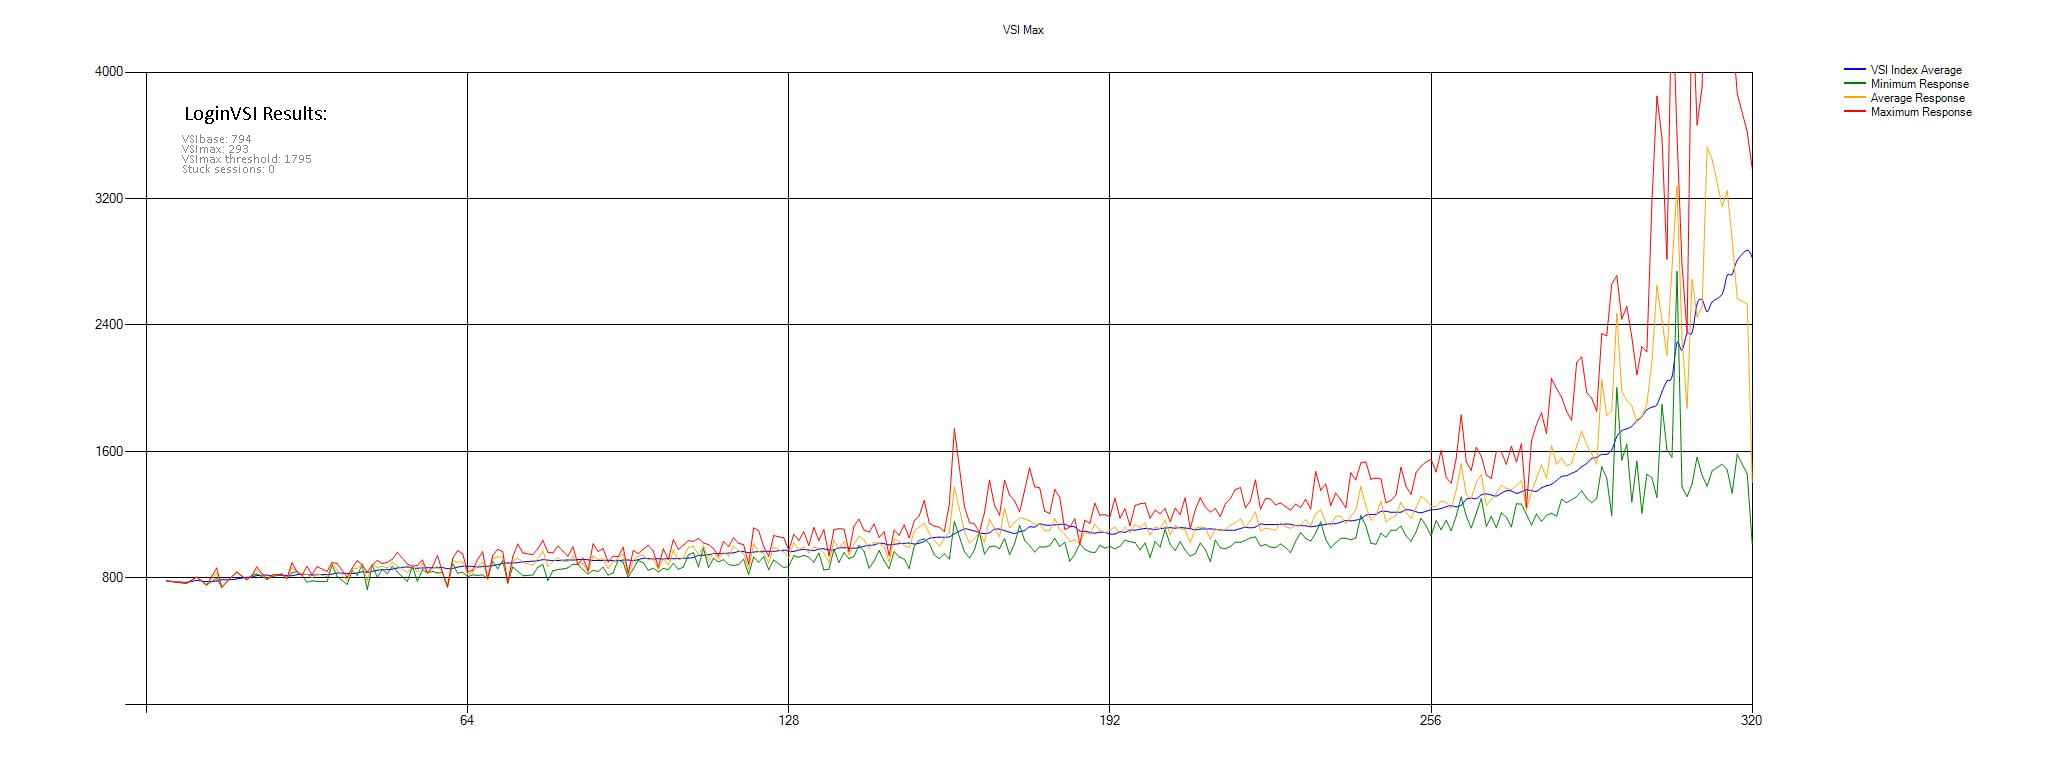 VSI Max
4000
3200
2400
1600
800
64
128
192
256
320
LoginVSI Results:
VSIbase: 794
VSImax: 293
VSImax threshold: 1795
Stuck sessions: 0
VSI Index Average
Minimum Response
Average Response
Maximum Response